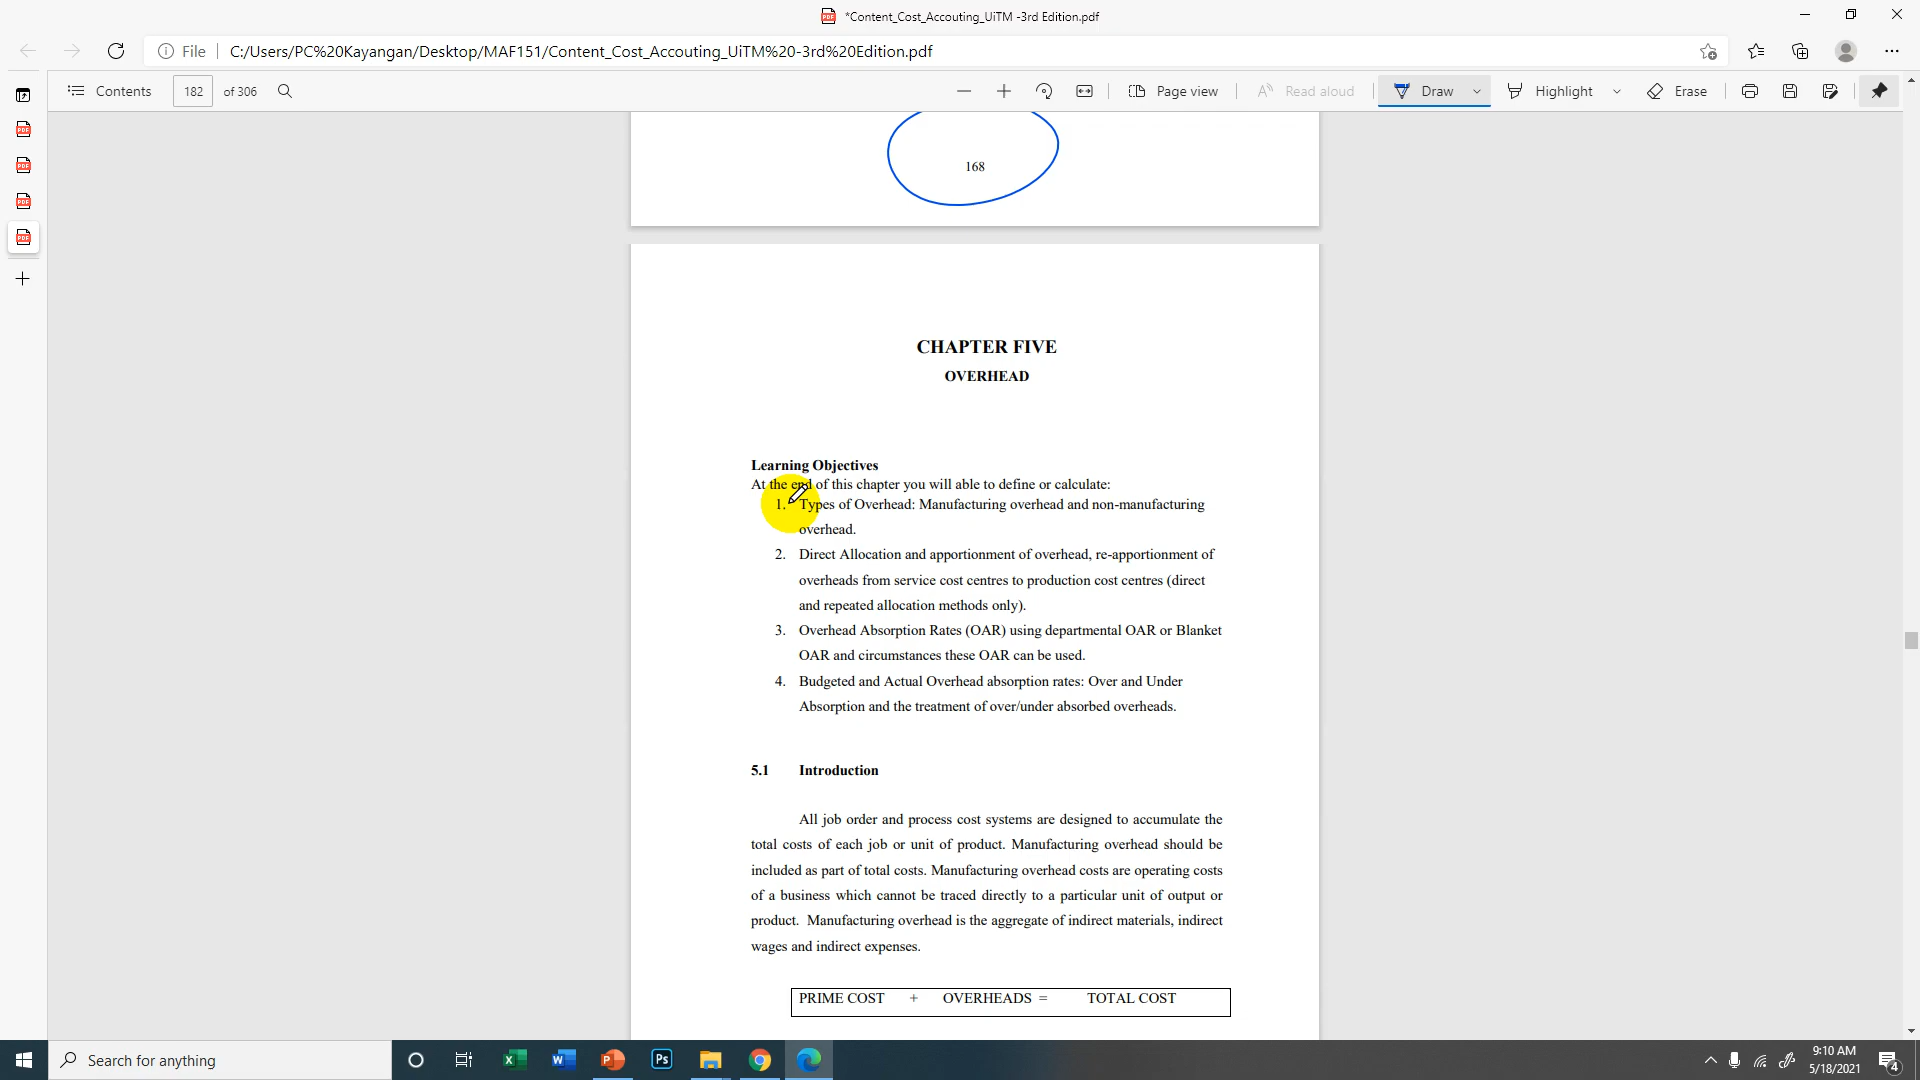 *Content_Cost_Accouting_UiTM -3rd Edition.pdf
File C:/Users/PC%20Kayangan/Desktop/MAF151/Content_Cost_Accouting_UiTM%20-3rd%20Edition.pdf
Contents 182 of 306 Page view Read aloud Draw Highlight Erase
168
CHAPTER FIVE
OVERHEAD
Learning Objectives
At the end of this chapter you will able to define or calculate:
1. Types of Overhead: Manufacturing overhead and non-manufacturing
overhead.
2. Direct Allocation and apportionment of overhead, re-apportionment of
overheads from service cost centres to production cost centres (direct
and repeated allocation methods only).
3. Overhead Absorption Rates (OAR) using departmental OAR or Blanket
OAR and circumstances these OAR can be used.
4. Budgeted and Actual Overhead absorption rates: Over and Under
Absorption and the treatment of over/under absorbed overheads.
5.1 Introduction
All job order and process cost systems are designed to accumulate the
total costs of each job or unit of product. Manufacturing overhead should be
included as part of total costs. Manufacturing overhead costs are operating costs
of a business which cannot be traced directly to a particular unit of output or
product. Manufacturing overhead is the aggregate of indirect materials, indirect
wages and indirect expenses.
PRIME COST + OVERHEADS = TOTAL COST
Search for anything
9:10 AM
5/18/2021
4